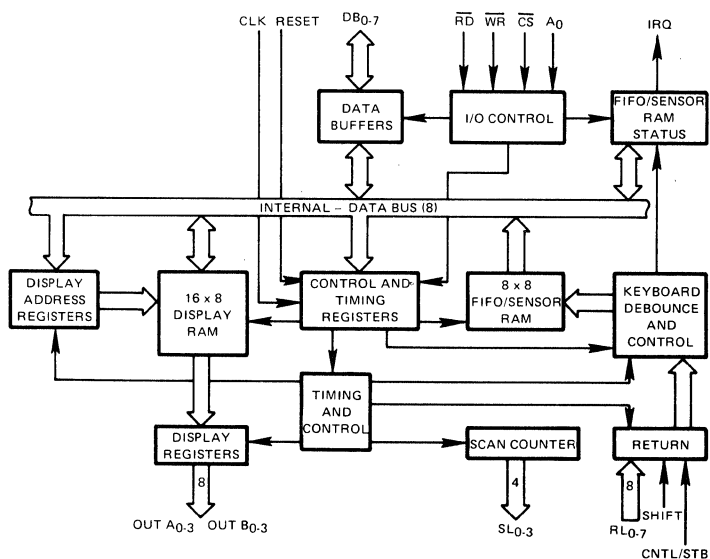 CLK RESET DB0-7 R̅D̅ W̅R̅ C̅S̅ A0 IRQ
DATA
BUFFERS
I/O CONTROL
FIFO/SENSOR
RAM
STATUS
INTERNAL – DATA BUS (8)
DISPLAY
ADDRESS
REGISTERS
16 x 8
DISPLAY
RAM
CONTROL AND
TIMING
REGISTERS
8 x 8
FIFO/SENSOR
RAM
KEYBOARD
DEBOUNCE
AND
CONTROL
TIMING
AND
CONTROL
DISPLAY
REGISTERS
SCAN COUNTER
RETURN
8
4
8
OUT A0-3 OUT B0-3
SL0-3
RL0-7
SHIFT
CNTL/STB